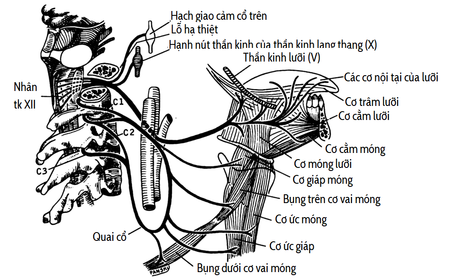 Hạch giao cảm cổ trên
Lỗ hạ thiệt
Hạnh nút thần kinh của thần kinh lang thang (X)
Thần kinh lưỡi (V)
Các cơ nội tại của lưỡi
Nhân
tk XII
Cơ trâm lưỡi
Cơ cằm lưỡi
C1
C2
Cơ cằm móng
Cơ móng lưỡi
C3
Cơ giáp móng
Bụng trên cơ vai móng
Cơ ức móng
Quai cổ
Cơ ức giáp
Bụng dưới cơ vai móng